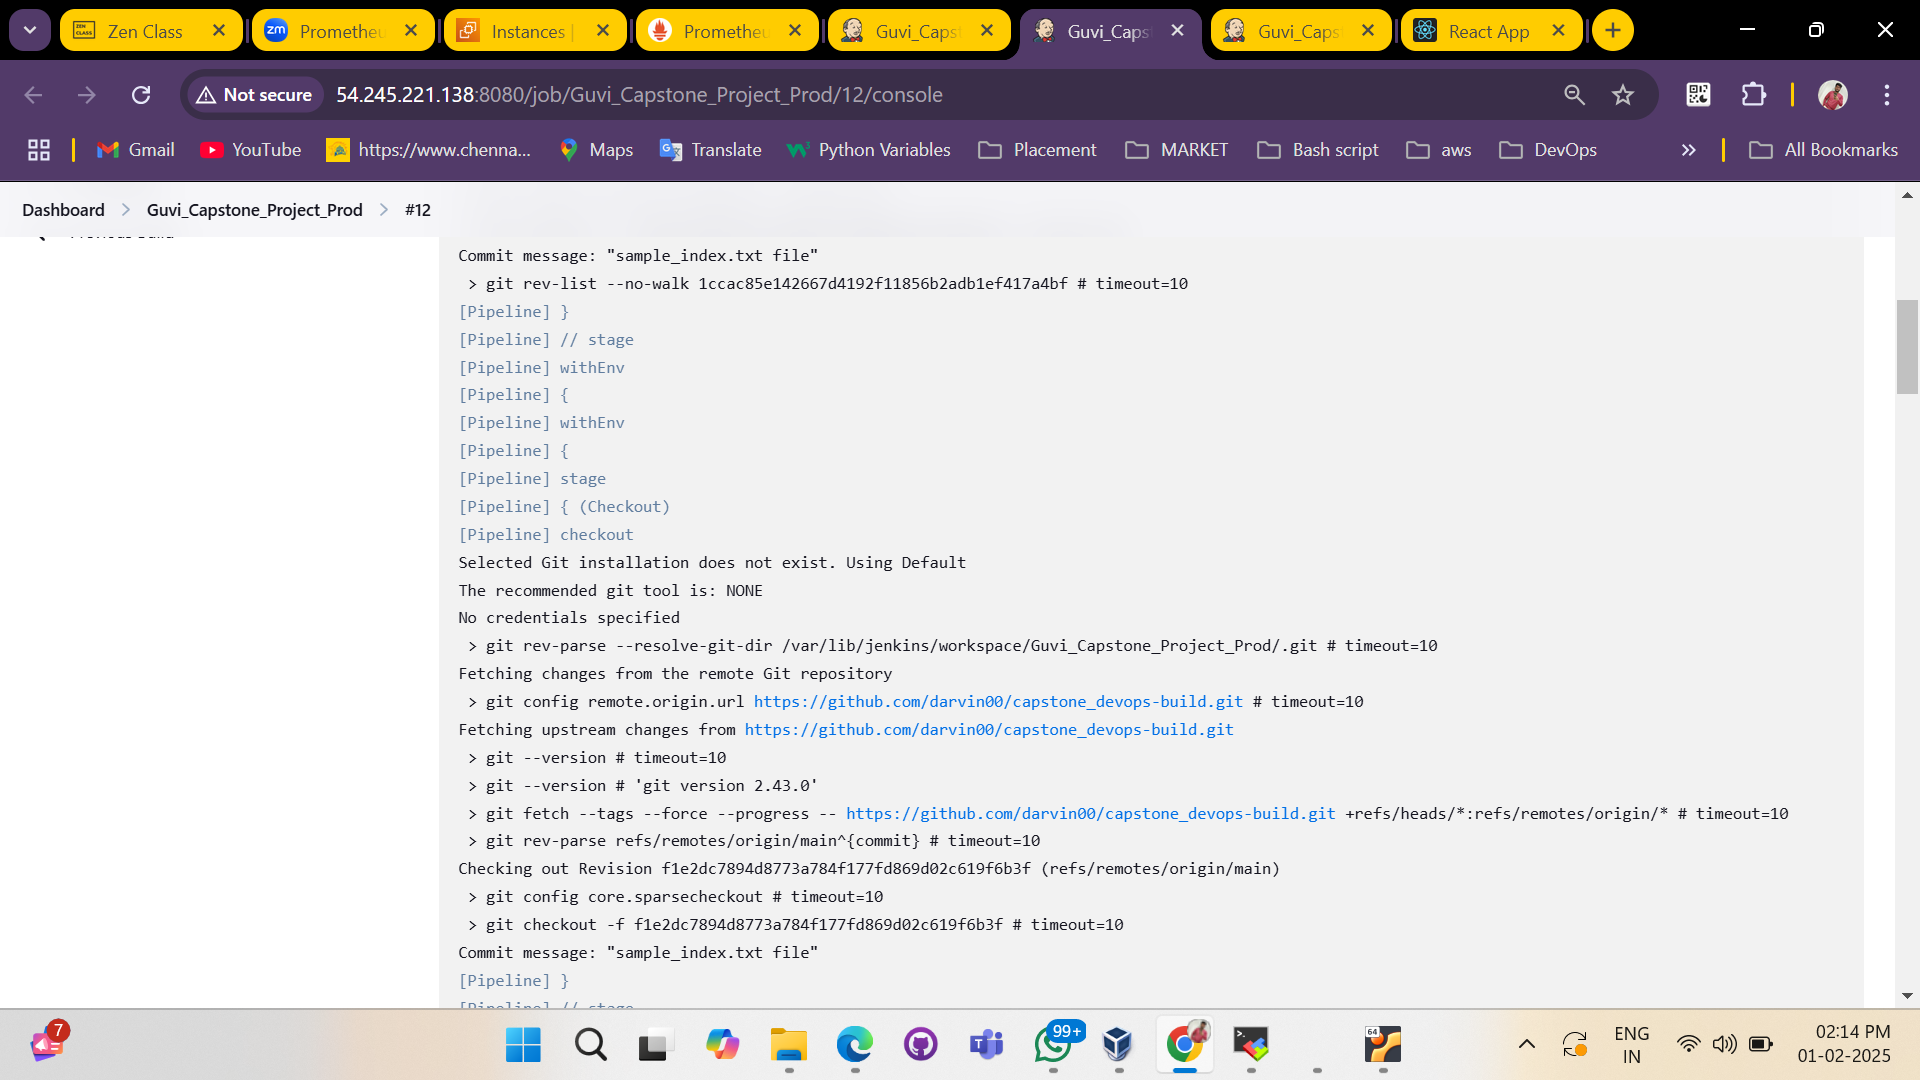 Zen Class
Prometheu
Instances |
Prometheu
Guvi_Caps
Guvi_Caps
Guvi_Caps
React App
Not secure
54.245.221.138:8080/job/Guvi_Capstone_Project_Prod/12/console
Gmail
YouTube
https://www.chenna...
Maps
Translate
Python Variables
Placement
MARKET
Bash script
aws
DevOps
All Bookmarks
Dashboard
Guvi_Capstone_Project_Prod
#12
Commit message: "sample_index.txt file"
> git rev-list --no-walk 1ccac85e142667d4192f11856b2adb1ef417a4bf # timeout=10
[Pipeline] }
[Pipeline] // stage
[Pipeline] withEnv
[Pipeline] {
[Pipeline] withEnv
[Pipeline] {
[Pipeline] stage
[Pipeline] { (Checkout)
[Pipeline] checkout
Selected Git installation does not exist. Using Default
The recommended git tool is: NONE
No credentials specified
> git rev-parse --resolve-git-dir /var/lib/jenkins/workspace/Guvi_Capstone_Project_Prod/.git # timeout=10
Fetching changes from the remote Git repository
> git config remote.origin.url https://github.com/darvin00/capstone_devops-build.git # timeout=10
Fetching upstream changes from https://github.com/darvin00/capstone_devops-build.git
> git --version # timeout=10
> git --version # 'git version 2.43.0'
> git fetch --tags --force --progress -- https://github.com/darvin00/capstone_devops-build.git +refs/heads/*:refs/remotes/origin/* # timeout=10
> git rev-parse refs/remotes/origin/main^{commit} # timeout=10
Checking out Revision f1e2dc7894d8773a784f177fd869d02c619f6b3f (refs/remotes/origin/main)
> git config core.sparsecheckout # timeout=10
> git checkout -f f1e2dc7894d8773a784f177fd869d02c619f6b3f # timeout=10
Commit message: "sample_index.txt file"
[Pipeline] }
[Pipeline] // stage
7
99+
64
ENG
IN
02:14 PM
01-02-2025